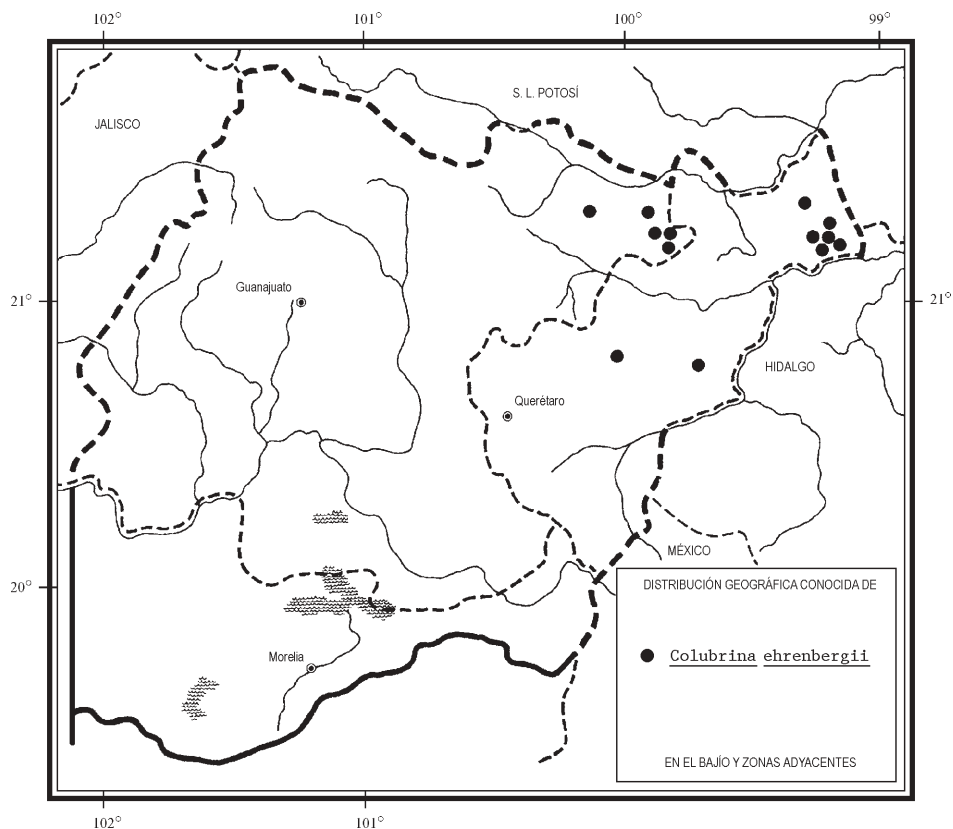 102° 101° 100° 99°
S. L. POTOSÍ
JALISCO
Guanajuato
21° 21°
HIDALGO
Querétaro
MÉXICO
20°
DISTRIBUCIÓN GEOGRÁFICA CONOCIDA DE
Colubrina ehrenbergii
Morelia
EN EL BAJÍO Y ZONAS ADYACENTES
102° 101°